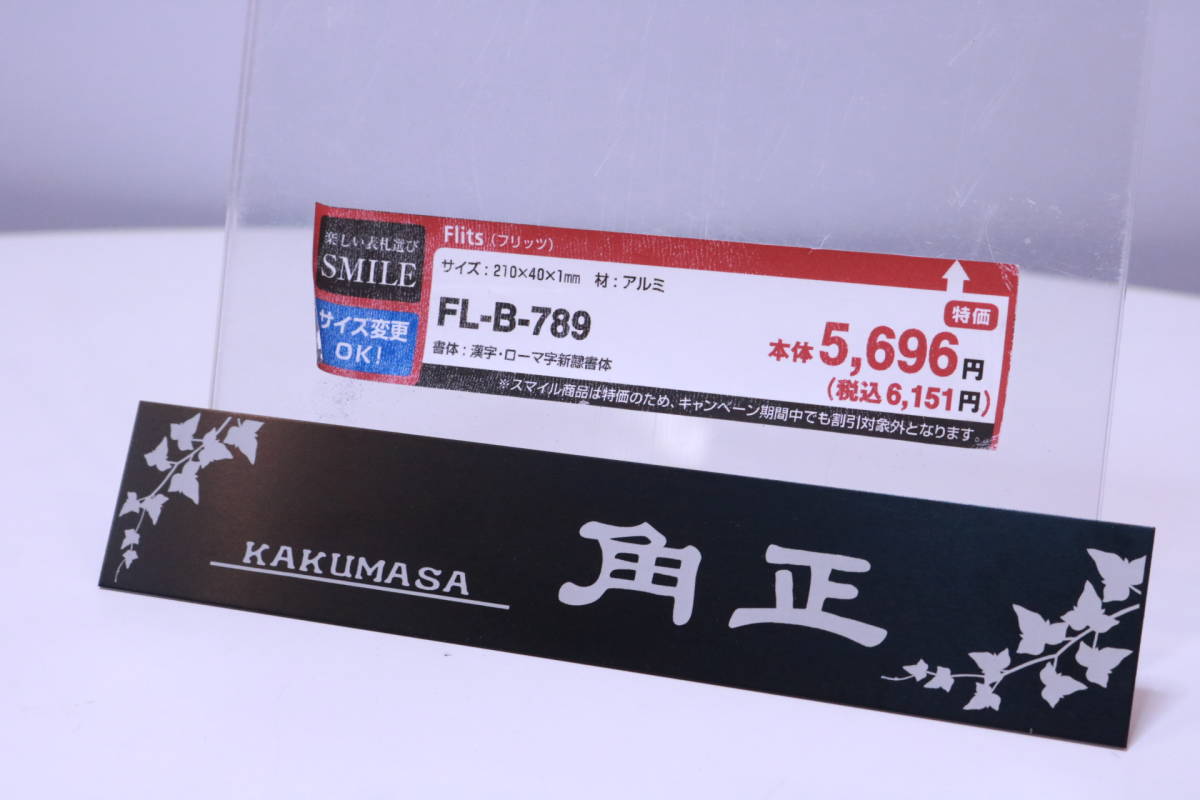 楽しい表札選び
SMILE
サイズ変更
OK!
Flits（フリッツ）
サイズ：210×40×1mm 材：アルミ
FL-B-789
書体：漢字・ローマ字新隷書体
特価
本体5,696円
（税込6,151円）
※スマイル商品は特価のため、キャンペーン期間中でも割引対象外となります。
KAKUMASA 角正